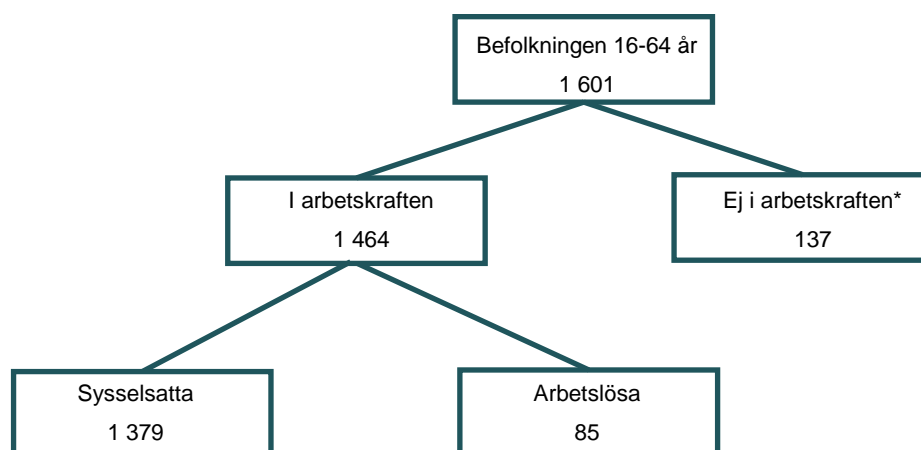 Befolkningen 16-64 år
1 601
I arbetskraften
1 464
Ej i arbetskraften*
137
Sysselsatta
1 379
Arbetslösa
85